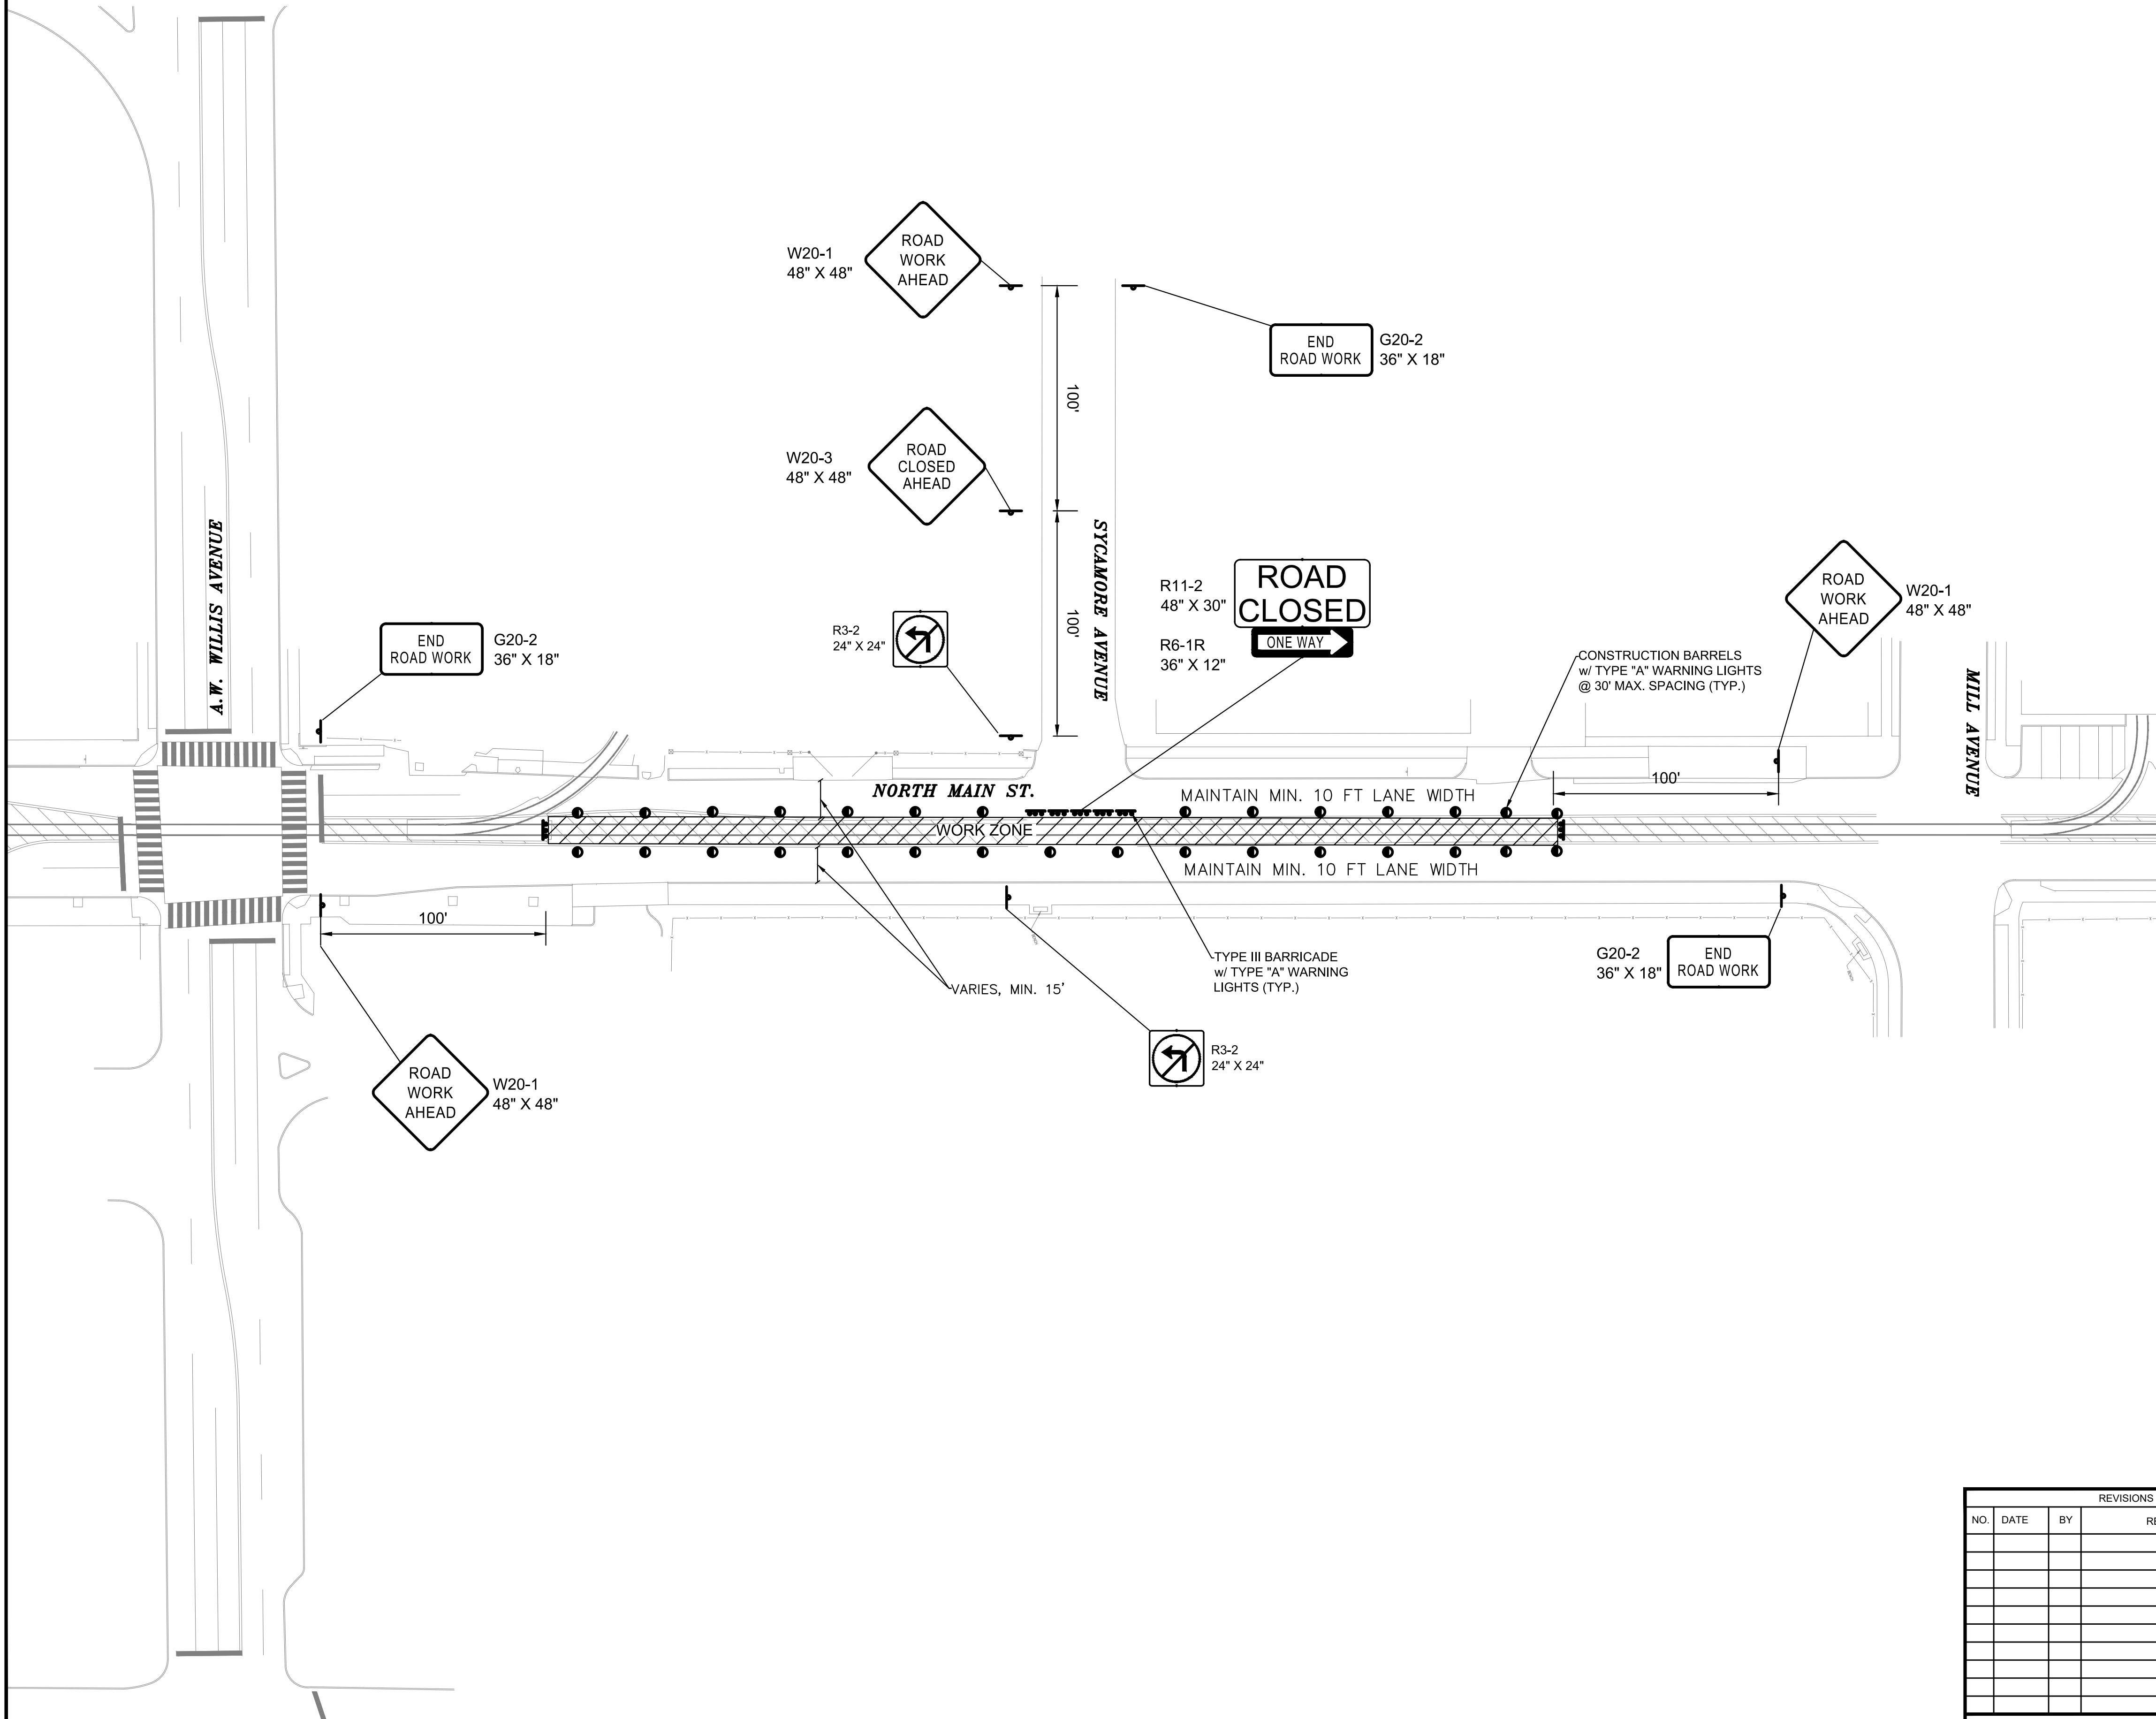 W20-1
48" X 48"
ROAD
WORK
AHEAD
END
ROAD WORK
G20-2
36" X 18"
100'
W20-3
48" X 48"
ROAD
CLOSED
AHEAD
100'
A.W. WILLIS AVENUE
SYCAMORE AVENUE
R11-2
48" X 30"
ROAD
CLOSED
R6-1R
36" X 12"
ONE WAY
R3-2
24" X 24"
END
ROAD WORK
G20-2
36" X 18"
ROAD
WORK
AHEAD
W20-1
48" X 48"
CONSTRUCTION BARRELS
w/ TYPE "A" WARNING LIGHTS
@ 30' MAX. SPACING (TYP.)
MILL AVENUE
100'
NORTH MAIN ST.
MAINTAIN MIN. 10 FT LANE WIDTH
WORK ZONE
MAINTAIN MIN. 10 FT LANE WIDTH
100'
TYPE III BARRICADE
w/ TYPE "A" WARNING
LIGHTS (TYP.)
VARIES, MIN. 15'
G20-2
36" X 18"
END
ROAD WORK
R3-2
24" X 24"
ROAD
WORK
AHEAD
W20-1
48" X 48"
REVISIONS
NO.
DATE
BY